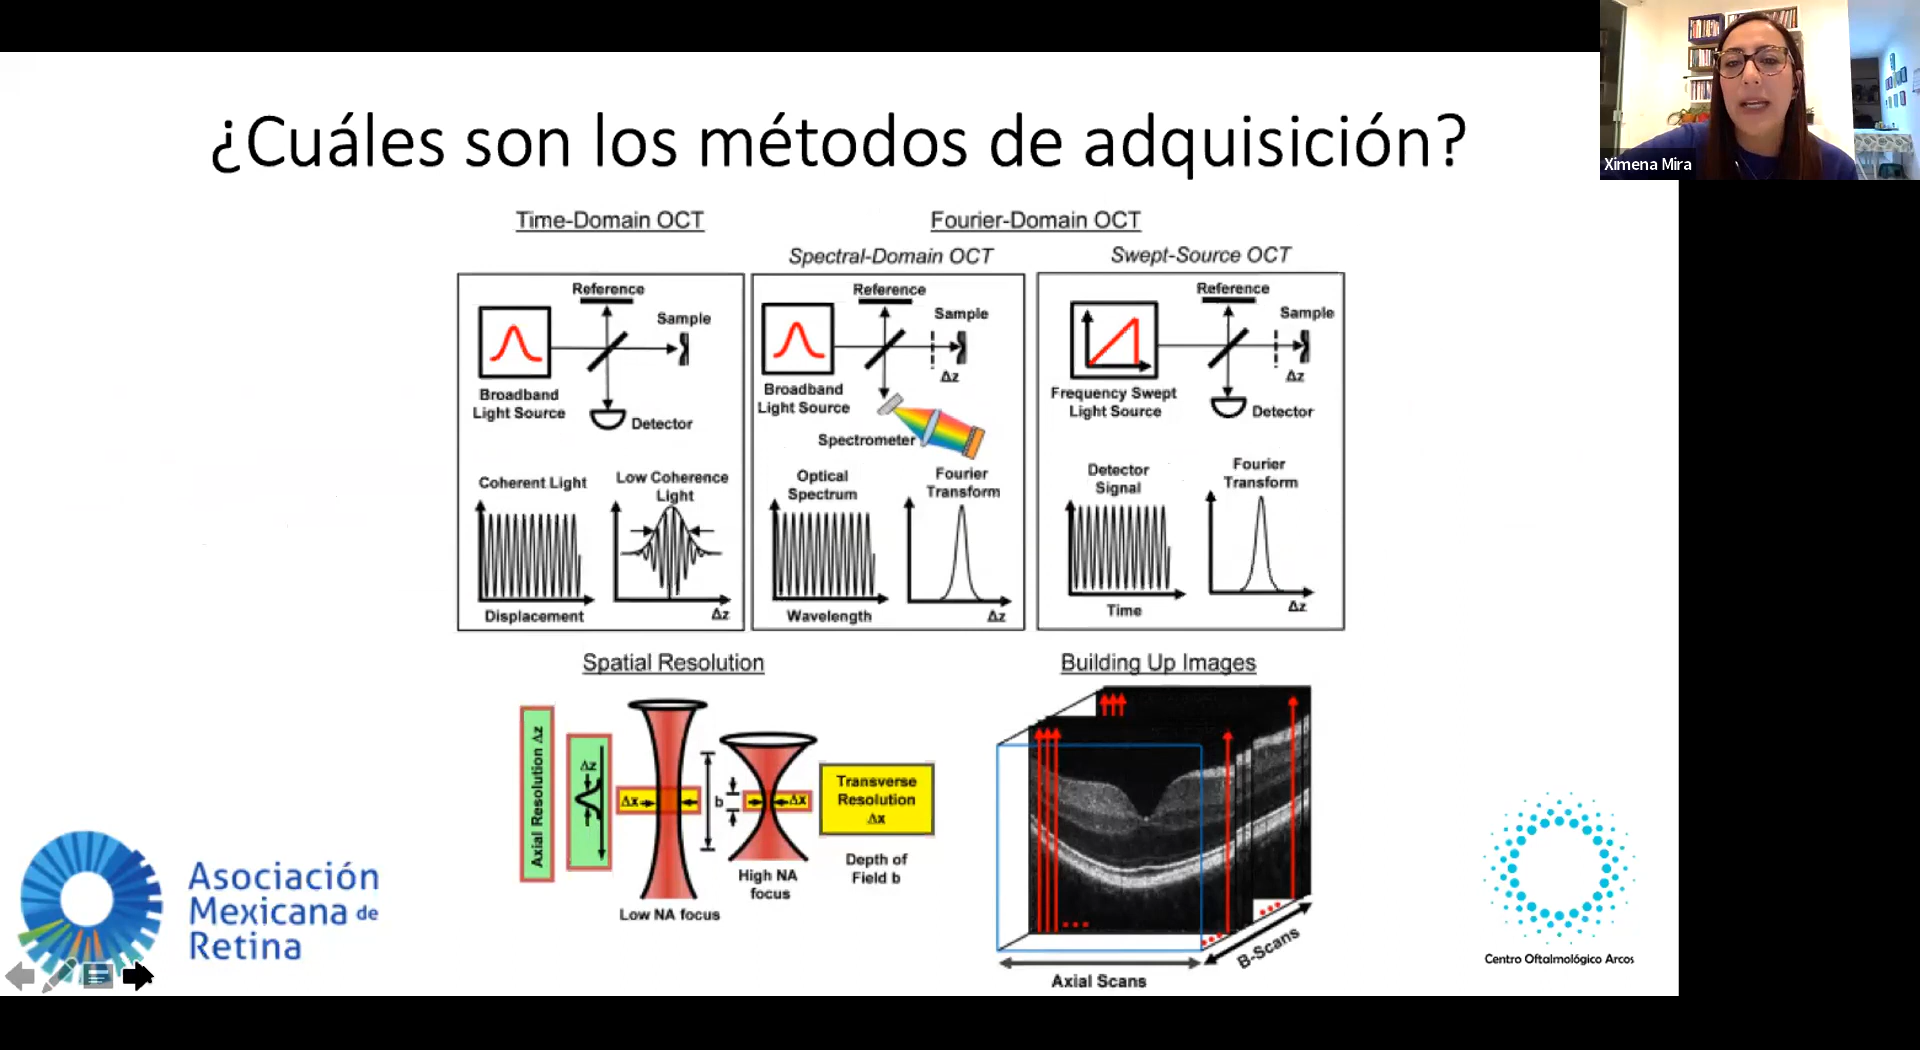 ¿Cuáles son los métodos de adquisición?
Ximena Mira
Time-Domain OCT
Fourier-Domain OCT
Spectral-Domain OCT
Swept-Source OCT
Reference
Sample
Broadband
Light Source
Detector
Coherent Light
Low Coherence
Light
Displacement
Δz
Reference
Sample
Δz
Broadband
Light Source
Spectrometer
Optical
Spectrum
Fourier
Transform
Wavelength
Δz
Reference
Sample
Δz
Frequency Swept
Light Source
Detector
Detector
Signal
Fourier
Transform
Time
Δz
Spatial Resolution
Axial Resolution Δz
Δz
Δx
b
Δx
Transverse
Resolution
Δx
Depth of
Field b
High NA
focus
Low NA focus
Building Up Images
B-Scans
Axial Scans
Asociación
Mexicana de
Retina
Centro Oftalmológico Arcos